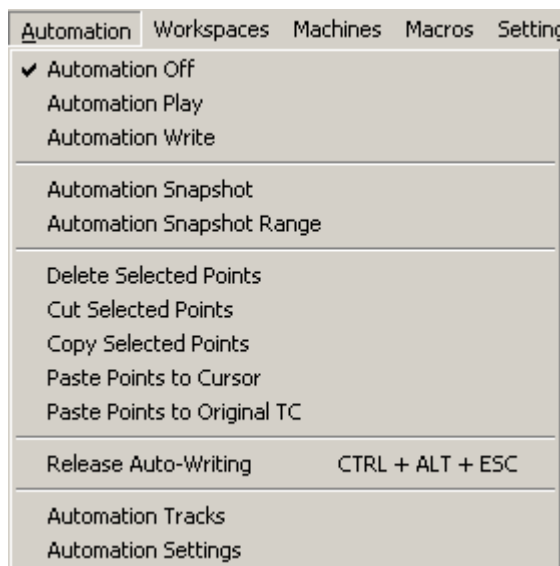 Automation Workspaces Machines Macros
Automation Off
Automation Play
Automation Write
Automation Snapshot
Automation Snapshot Range
Delete Selected Points
Cut Selected Points
Copy Selected Points
Paste Points to Cursor
Paste Points to Original TC
Release Auto-Writing CTRL + ALT + ESC
Automation Tracks
Automation Settings